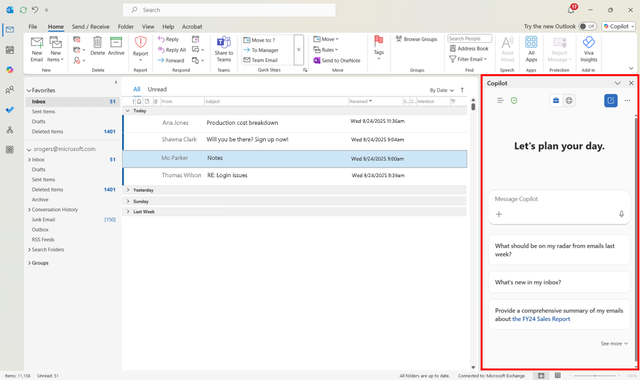 Search
17
File Home Send / Receive Folder View Help Acrobat
Try the new Outlook Off Copilot
New Email
New Items
Delete
Archive
Delete
Report
Report
Reply
Reply All
Forward
Respond
Share to Teams
Teams
Move to: ?
To Manager
Team Email
Quick Steps
Move
Rules
Send to OneNote
Move
Tags
Browse Groups
Groups
Search People
Address Book
Filter Email
Find
Read Aloud
Speech
All Apps
Apps
Report
Protection
Viva Insights
Add-in
Favorites
Inbox 51
Sent Items
Drafts
Deleted Items 1401
srogers@microsoft.com
Inbox 51
Drafts
Sent Items
Deleted Items 1401
Archive
Conversation History
Junk Email [150]
Outbox
RSS Feeds
Search Folders
Groups
All Unread
By Date
From Subject Received Mention
Today
Ana Jones Production cost breakdown Wed 9/24/2025 11:36am
Shawna Clark Will you be there? Sign up now! Wed 9/24/2025 9:04am
Mo Parker Notes Wed 9/24/2025 9:00am
Thomas Wilson RE: Login issues Wed 9/24/2025 8:36am
Yesterday
Sunday
Last Week
Copilot
Let's plan your day.
Message Copilot
What should be on my radar from emails last week?
What's new in my inbox?
Provide a comprehensive summary of my emails
about the FY24 Sales Report
See more
Items: 11,158 Unread: 51
All folders are up to date. Connected to: Microsoft Exchange